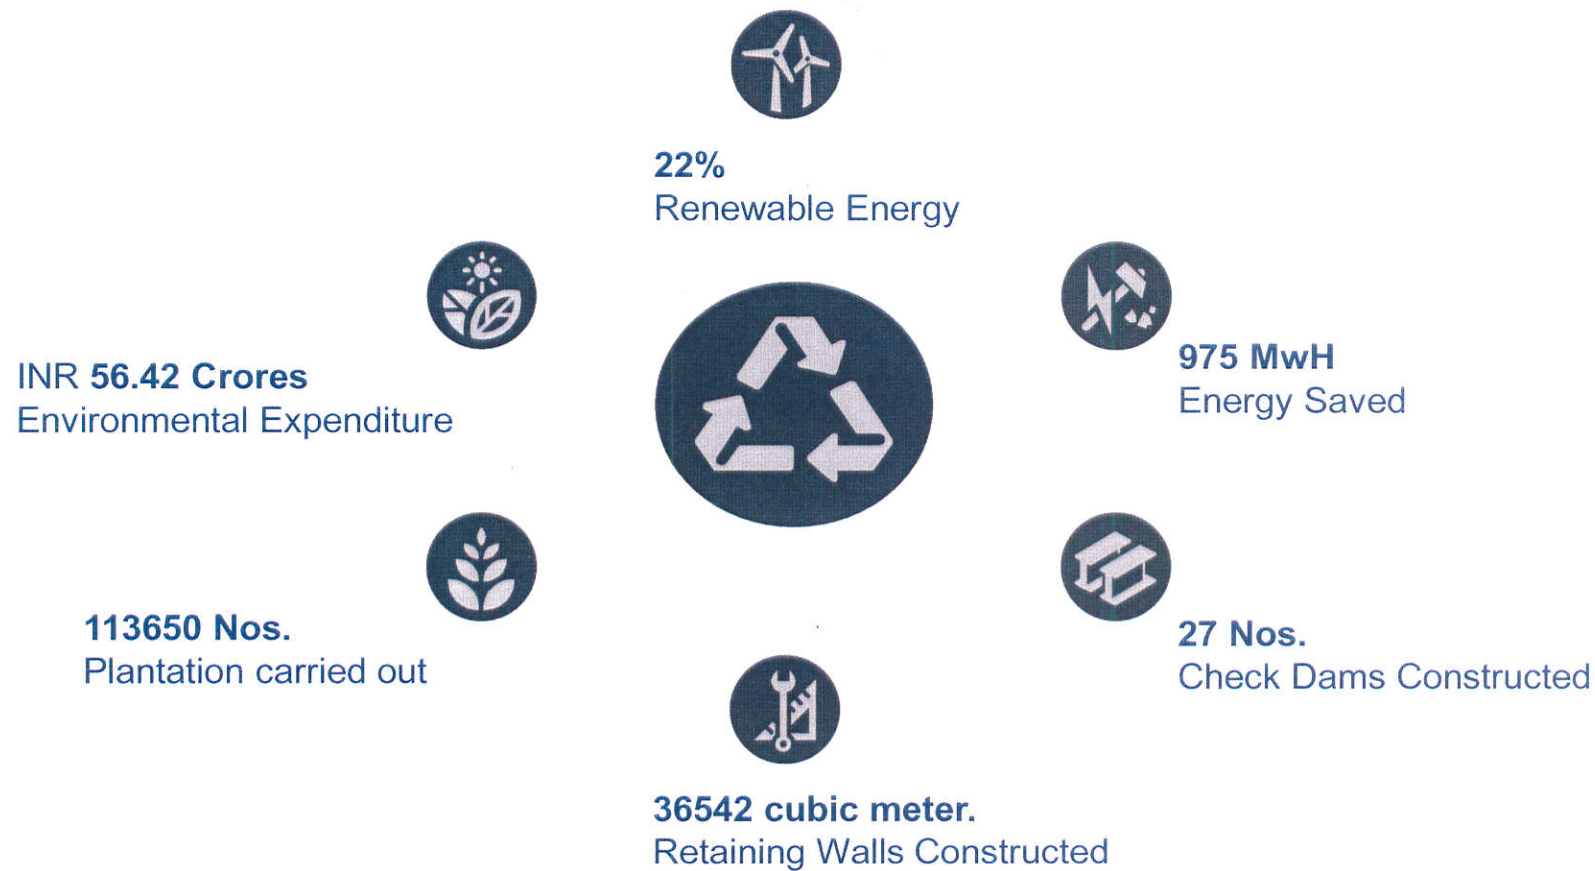 22%
Renewable Energy
INR 56.42 Crores
Environmental Expenditure
975 MwH
Energy Saved
113650 Nos.
Plantation carried out
27 Nos.
Check Dams Constructed
36542 cubic meter.
Retaining Walls Constructed